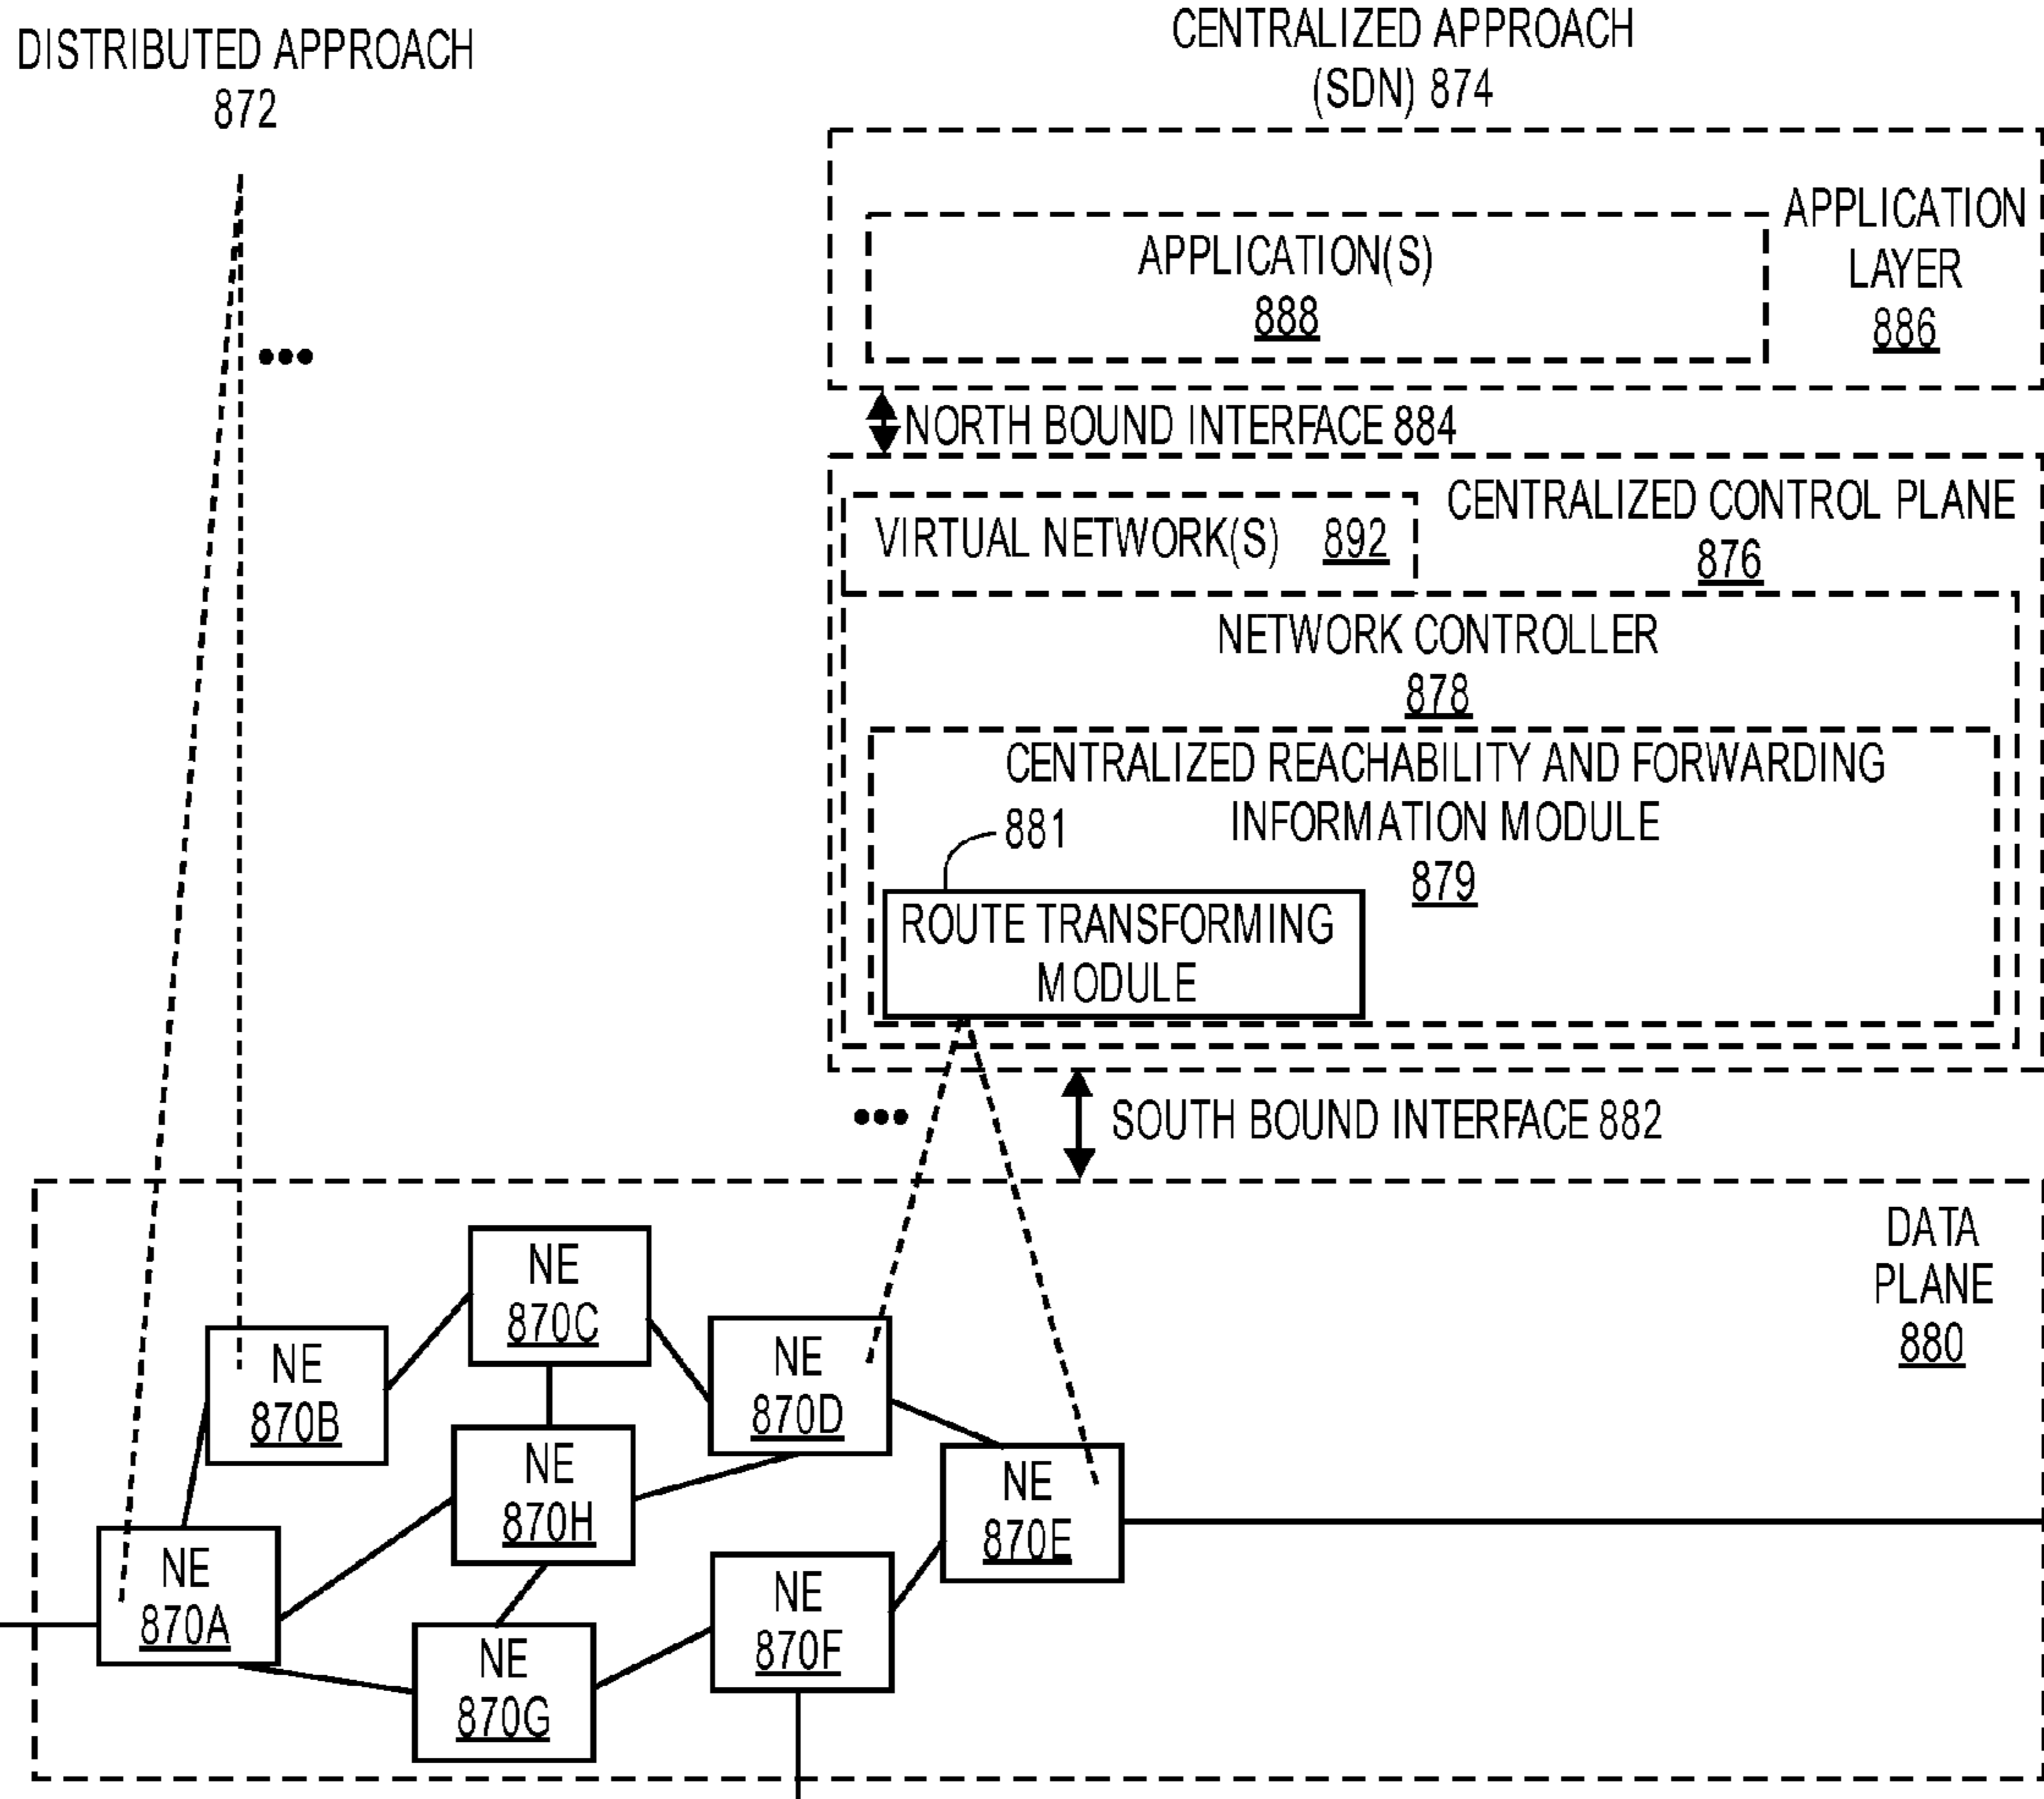 DISTRIBUTED APPROACH
872
CENTRALIZED APPROACH
(SDN) 874
APPLICATION(S)
888
APPLICATION
LAYER
886
NORTH BOUND INTERFACE 884
VIRTUAL NETWORK(S) 892
CENTRALIZED CONTROL PLANE
876
NETWORK CONTROLLER
878
CENTRALIZED REACHABILITY AND FORWARDING
INFORMATION MODULE
879
881
ROUTE TRANSFORMING
MODULE
SOUTH BOUND INTERFACE 882
DATA
PLANE
880
NE
870C
NE
870B
NE
870D
NE
870H
NE
870E
NE
870A
NE
870F
NE
870G